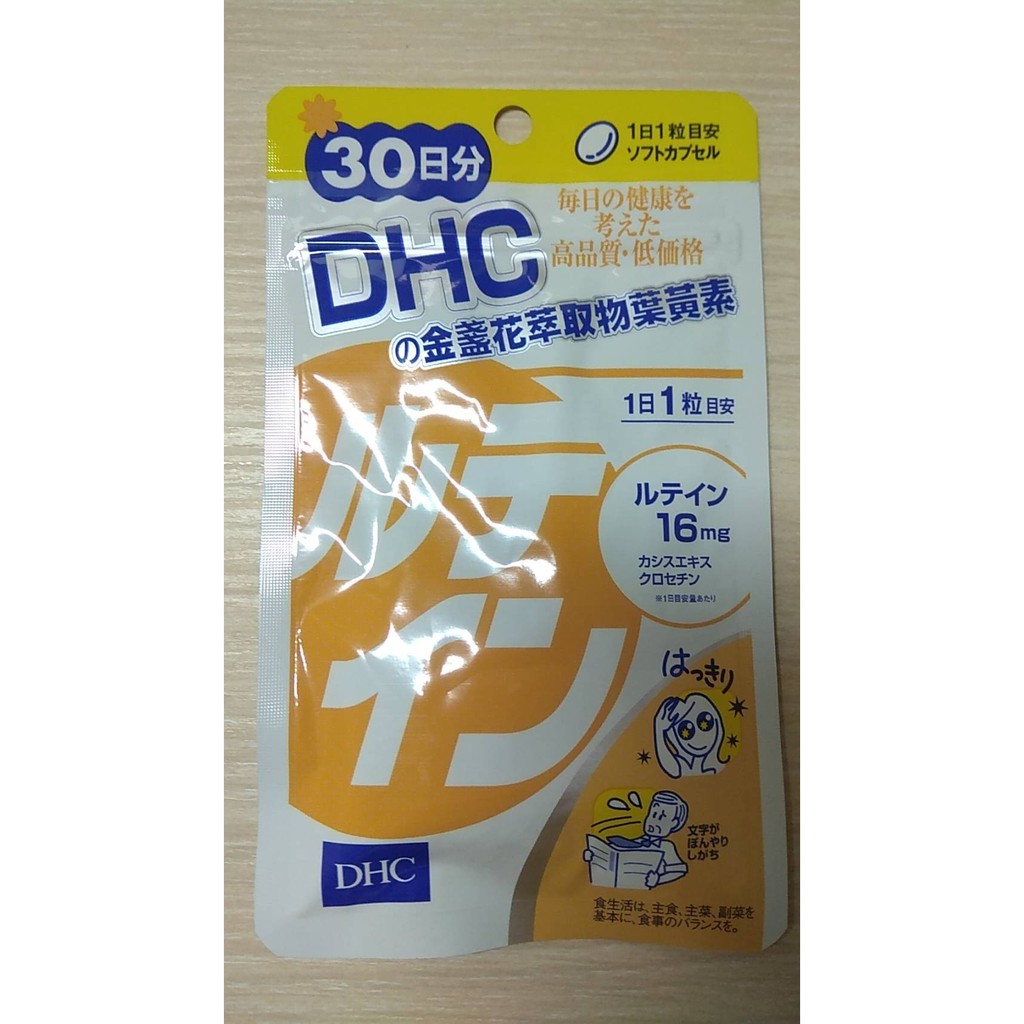 30日分
1日1粒目安
ソフトカプセル
毎日の健康を
考えた
高品質・低価格
DHC
の金盞花萃取物葉黃素
1日1粒目安
ルテ
イン
ルテイン
16mg
カシスエキス
クロセチン
※1日目安量あたり
はっきり
文字が
ぼんやり
しがち
DHC
食生活は、主食、主菜、副菜を
基本に、食事のバランスを。